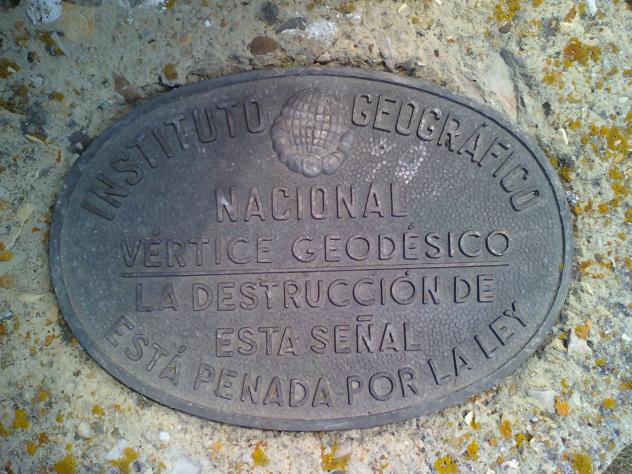 INSTITUTO GEOGRÁFICO
NACIONAL
VÉRTICE GEODÉSICO
LA DESTRUCCIÓN DE
ESTA SEÑAL
ESTÁ PENADA POR LA LEY